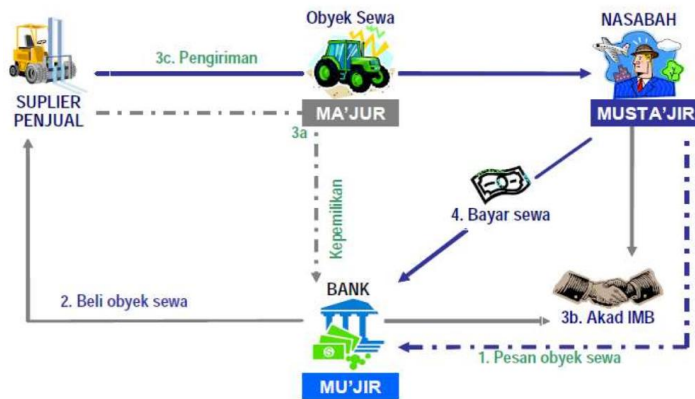 Obyek Sewa
NASABAH
3c. Pengiriman
SUPLIER
PENJUAL
MA'JUR
MUSTA'JIR
3a
Kepemilikan
4. Bayar sewa
BANK
2. Beli obyek sewa
3b. Akad IMB
1. Pesan obyek sewa
MU'JIR